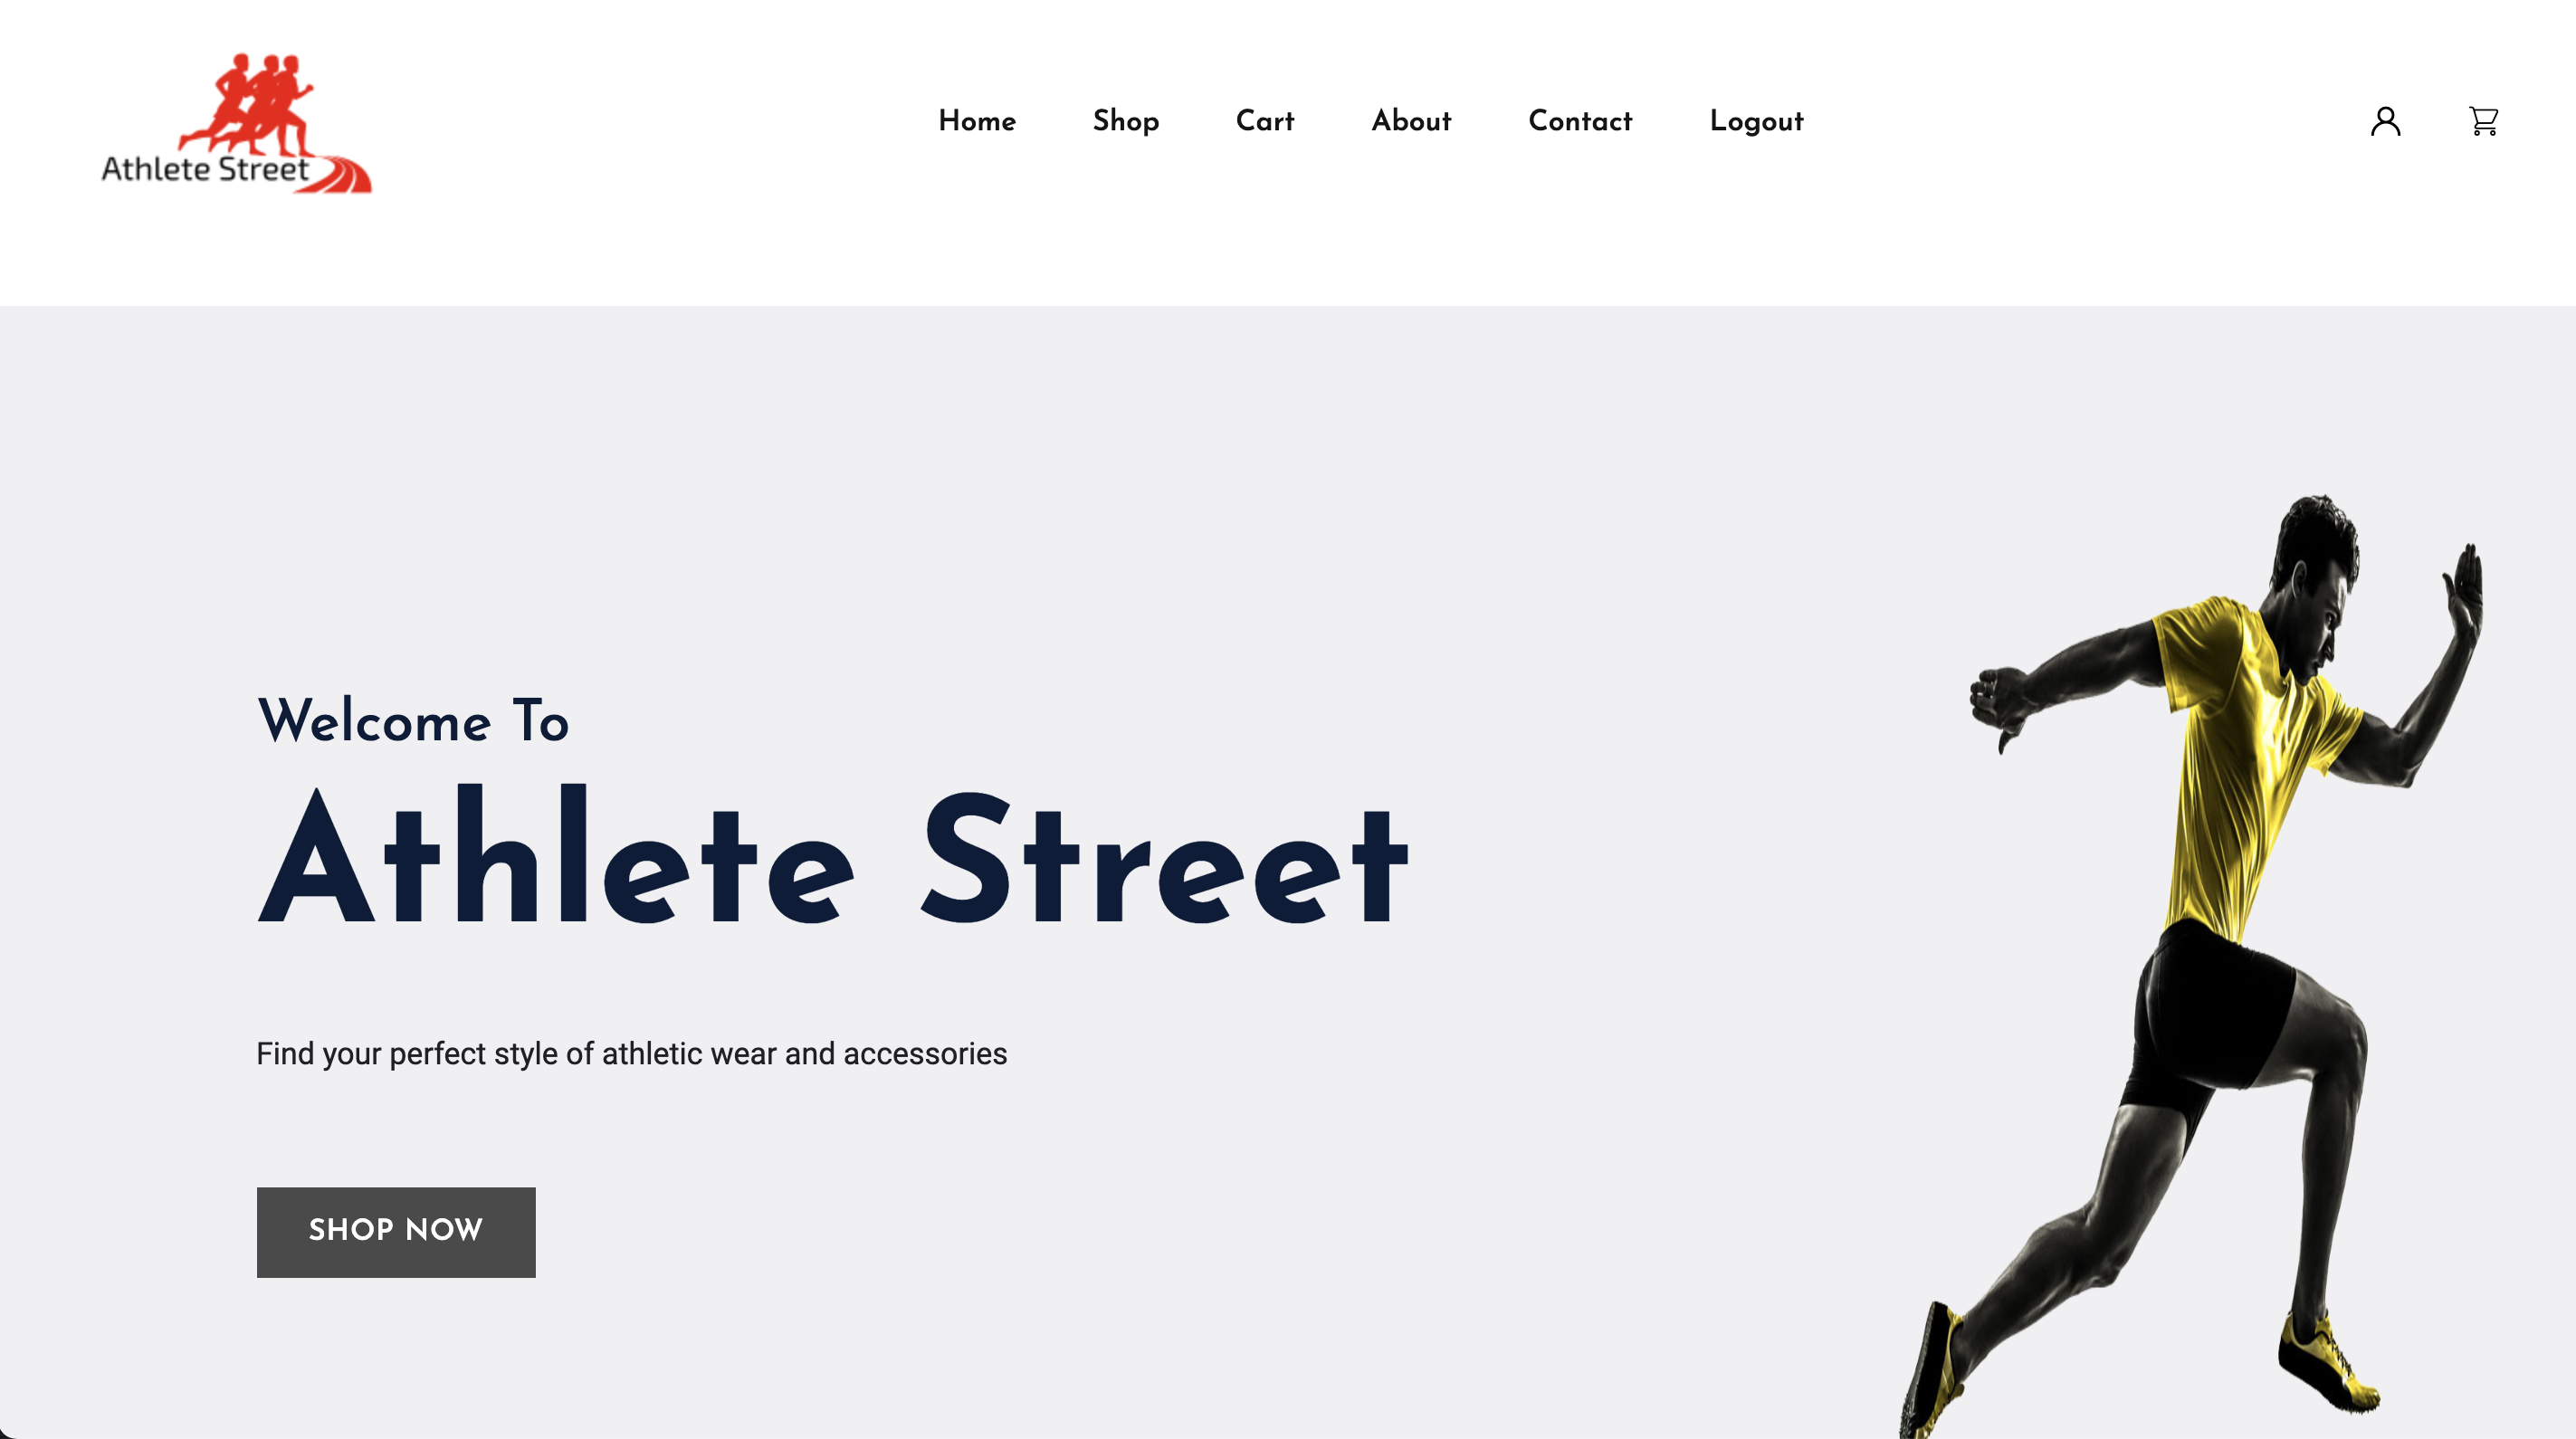 Athlete Street
Home Shop Cart About Contact Logout
Welcome To
Athlete Street
Find your perfect style of athletic wear and accessories
SHOP NOW